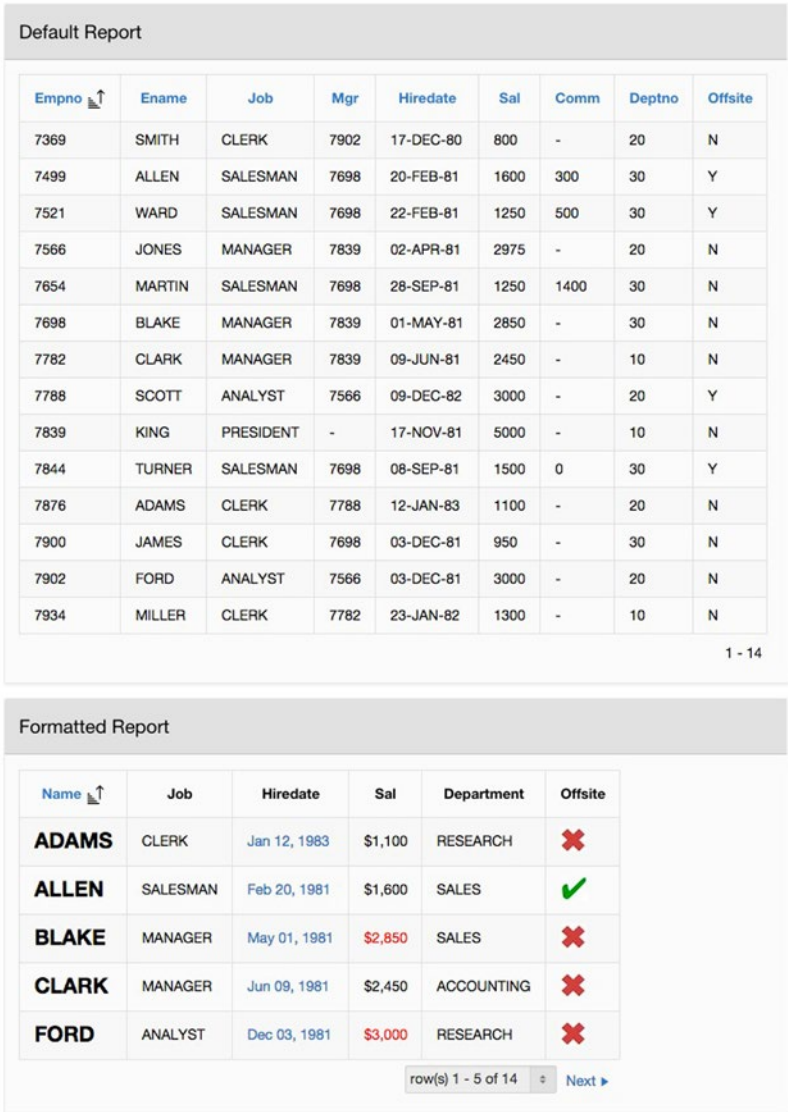 Default Report
Empno Ename Job Mgr Hiredate Sal Comm Deptno Offsite
7369 SMITH CLERK 7902 17-DEC-80 800 - 20 N
7499 ALLEN SALESMAN 7698 20-FEB-81 1600 300 30 Y
7521 WARD SALESMAN 7698 22-FEB-81 1250 500 30 Y
7566 JONES MANAGER 7839 02-APR-81 2975 - 20 N
7654 MARTIN SALESMAN 7698 28-SEP-81 1250 1400 30 N
7698 BLAKE MANAGER 7839 01-MAY-81 2850 - 30 N
7782 CLARK MANAGER 7839 09-JUN-81 2450 - 10 N
7788 SCOTT ANALYST 7566 09-DEC-82 3000 - 20 Y
7839 KING PRESIDENT - 17-NOV-81 5000 - 10 N
7844 TURNER SALESMAN 7698 08-SEP-81 1500 0 30 Y
7876 ADAMS CLERK 7788 12-JAN-83 1100 - 20 N
7900 JAMES CLERK 7698 03-DEC-81 950 - 30 N
7902 FORD ANALYST 7566 03-DEC-81 3000 - 20 N
7934 MILLER CLERK 7782 23-JAN-82 1300 - 10 N
1 - 14
Formatted Report
Name Job Hiredate Sal Department Offsite
ADAMS CLERK Jan 12, 1983 $1,100 RESEARCH
ALLEN SALESMAN Feb 20, 1981 $1,600 SALES
BLAKE MANAGER May 01, 1981 $2,850 SALES
CLARK MANAGER Jun 09, 1981 $2,450 ACCOUNTING
FORD ANALYST Dec 03, 1981 $3,000 RESEARCH
row(s) 1 - 5 of 14 Next